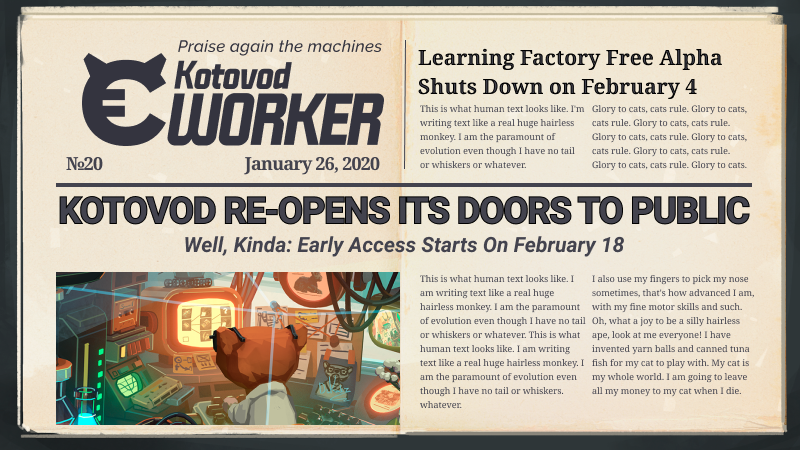 Praise again the machines
Kotovod
WORKER
№20
January 26, 2020
Learning Factory Free Alpha
Shuts Down on February 4
This is what human text looks like. I'm
writing text like a real huge hairless
monkey. I am the paramount of
evolution even though I have no tail
or whiskers or whatever.
Glory to cats, cats rule. Glory to cats,
cats rule. Glory to cats, cats rule.
Glory to cats, cats rule. Glory to cats,
cats rule. Glory to cats, cats rule.
Glory to cats, cats rule. Glory to cats.
KOTOVOD RE-OPENS ITS DOORS TO PUBLIC
Well, Kinda: Early Access Starts On February 18
This is what human text looks like. I
am writing text like a real huge
hairless monkey. I am the paramount
of evolution even though I have no tail
or whiskers or whatever. This is what
human text looks like. I am writing
text like a real huge hairless monkey. I
am the paramount of evolution even
though I have no tail or whiskers.
whatever.
I also use my fingers to pick my nose
sometimes, that's how advanced I am,
with my fine motor skills and such.
Oh, what a joy to be a silly hairless
ape, look at me everyone! I have
invented yarn balls and canned tuna
fish for my cat to play with. My cat is
my whole world. I am going to leave
all my money to my cat when I die.